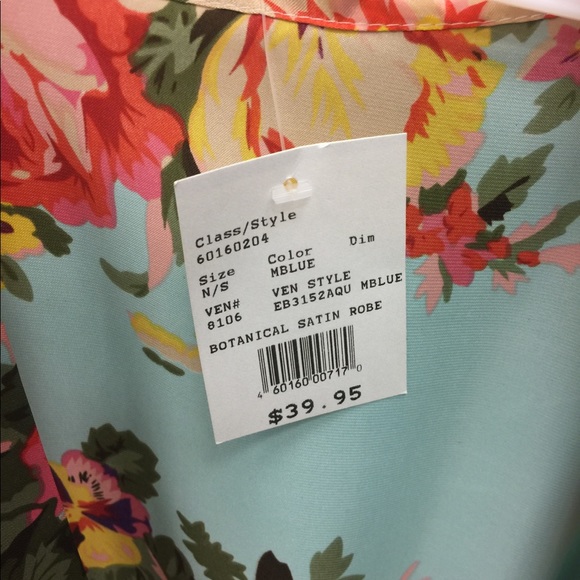 Class/Style
60160204
Size Color Dim
N/S MBLUE
VEN# VEN STYLE
8106 EB3152AQU MBLUE
BOTANICAL SATIN ROBE
4 60160 00717 0
$39.95